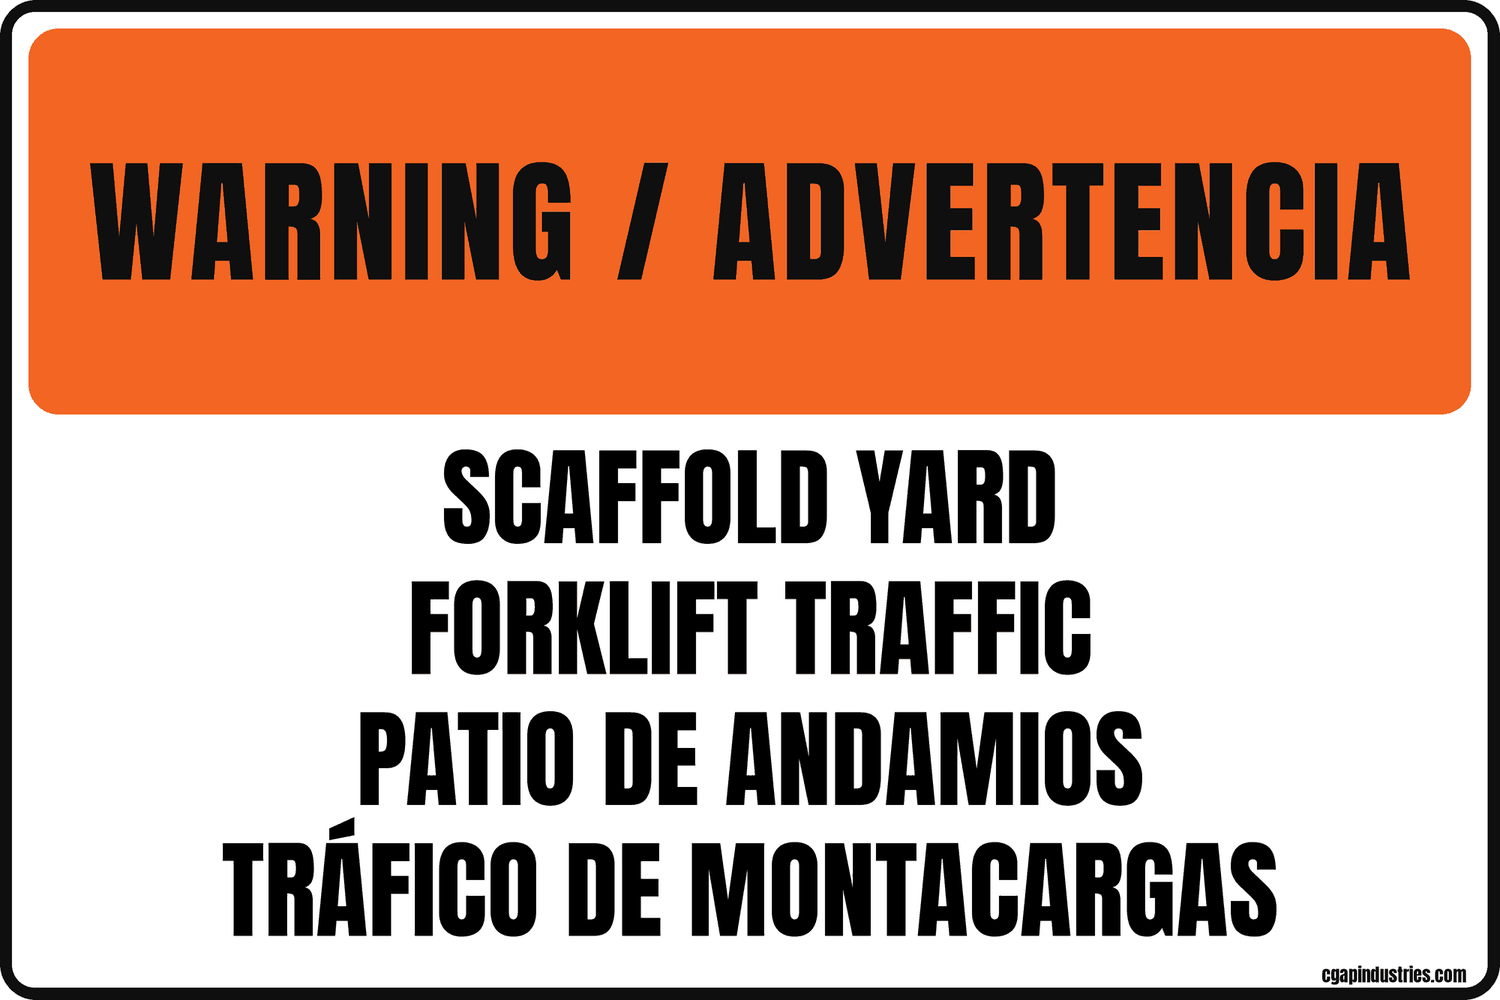 WARNING / ADVERTENCIA
SCAFFOLD YARD
FORKLIFT TRAFFIC
PATIO DE ANDAMIOS
TRÁFICO DE MONTACARGAS
cgapindustries.com